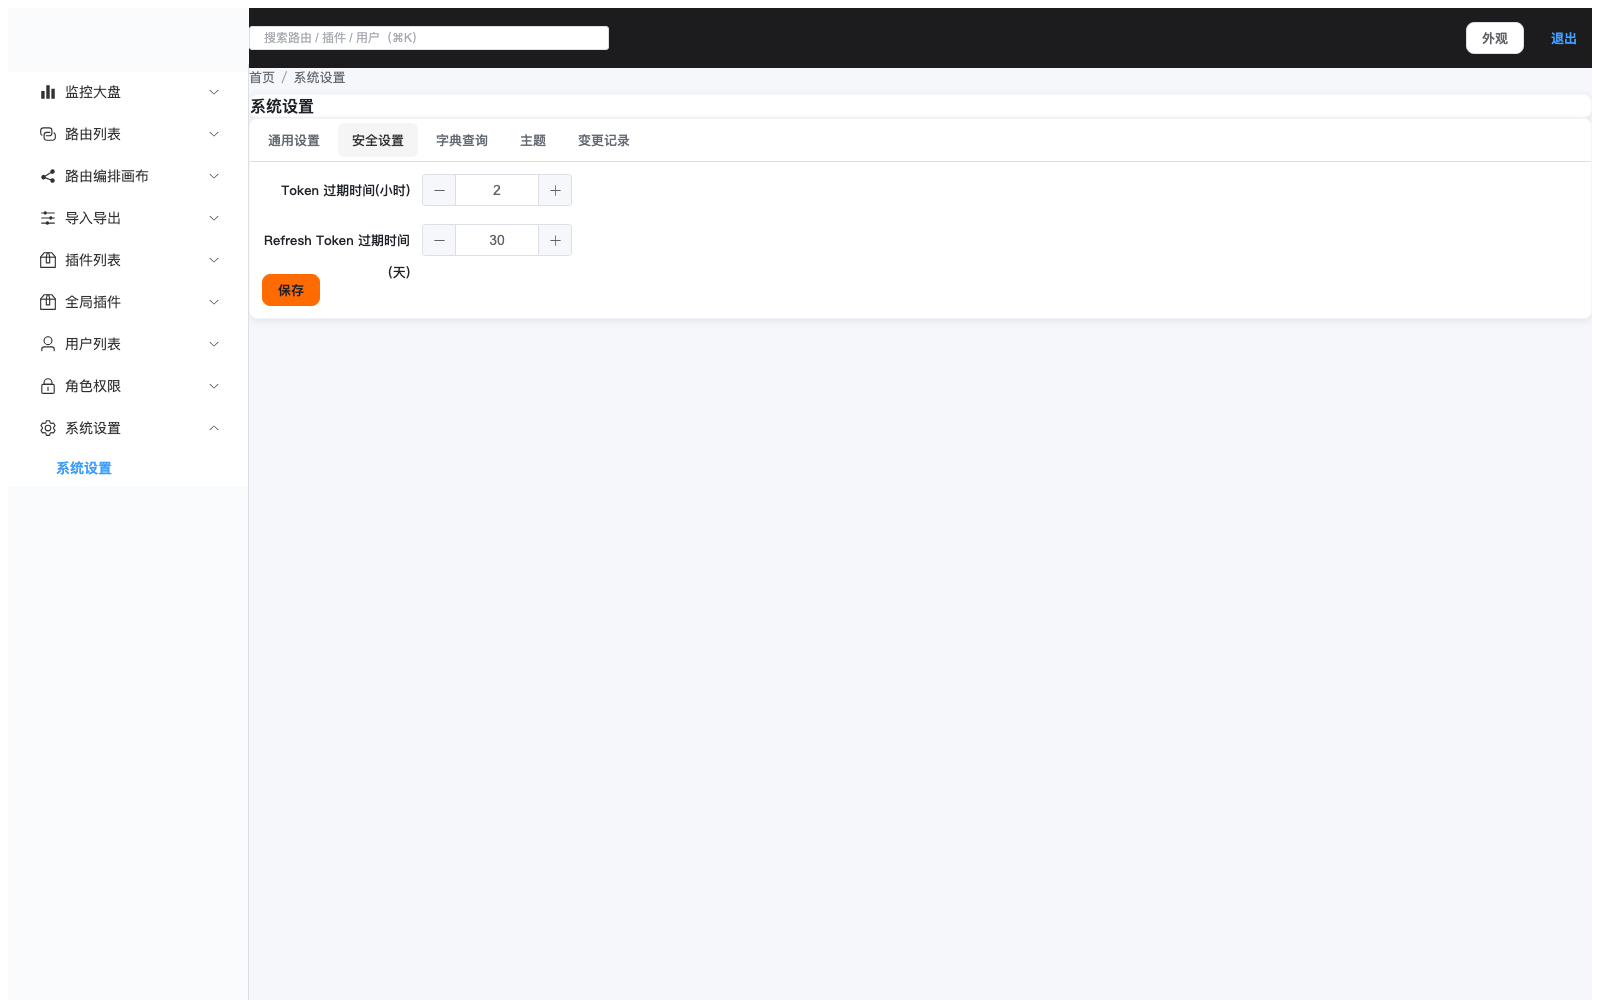 搜索路由 / 插件 / 用户（⌘K）
外观
退出
监控大盘
路由列表
路由编排画布
导入导出
插件列表
全局插件
用户列表
角色权限
系统设置
系统设置
首页 / 系统设置
系统设置
通用设置 安全设置 字典查询 主题 变更记录
Token 过期时间(小时) 2
Refresh Token 过期时间 30
(天)
保存